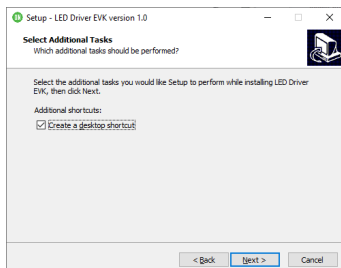 Setup - LED Driver EVK version 1.0
Select Additional Tasks
Which additional tasks should be performed?
Select the additional tasks you would like Setup to perform while installing LED Driver
EVK, then click Next.
Additional shortcuts:
Create a desktop shortcut
< Back Next > Cancel